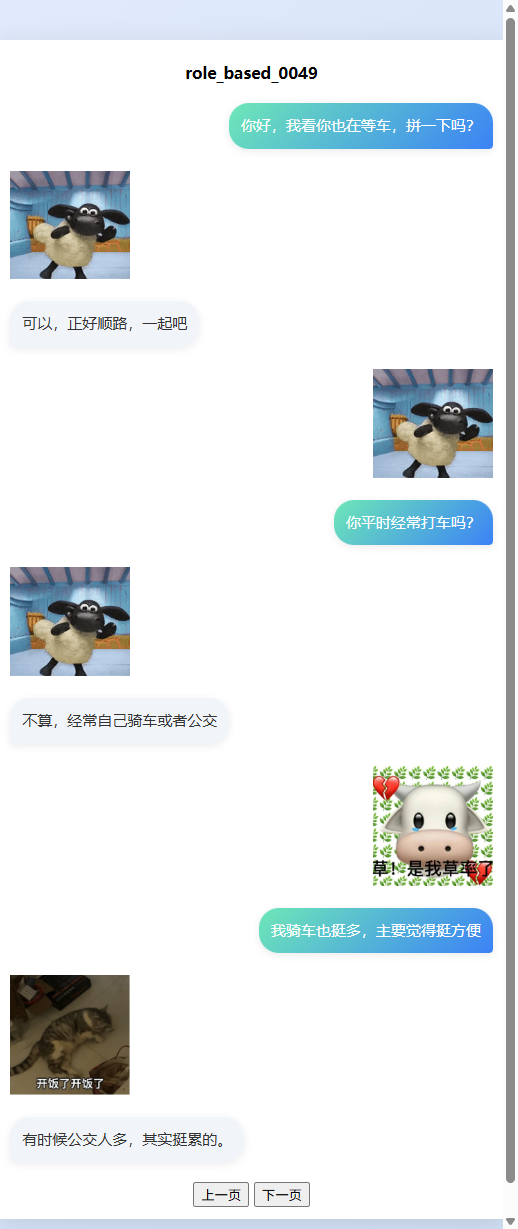 role_based_0049
你好，我看你也在等车，拼一下吗？
可以，正好顺路，一起吧
你平时经常打车吗？
不算，经常自己骑车或者公交
草！是我草率了
我骑车也挺多，主要觉得挺方便
开饭了开饭了
有时候公交人多，其实挺累的。
上一页 下一页